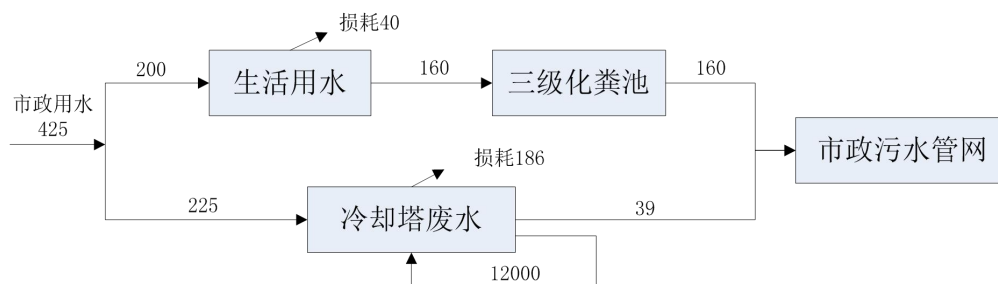 损耗40
200
生活用水
160
三级化粪池
160
市政用水
425
市政污水管网
损耗186
225
冷却塔废水
39
12000